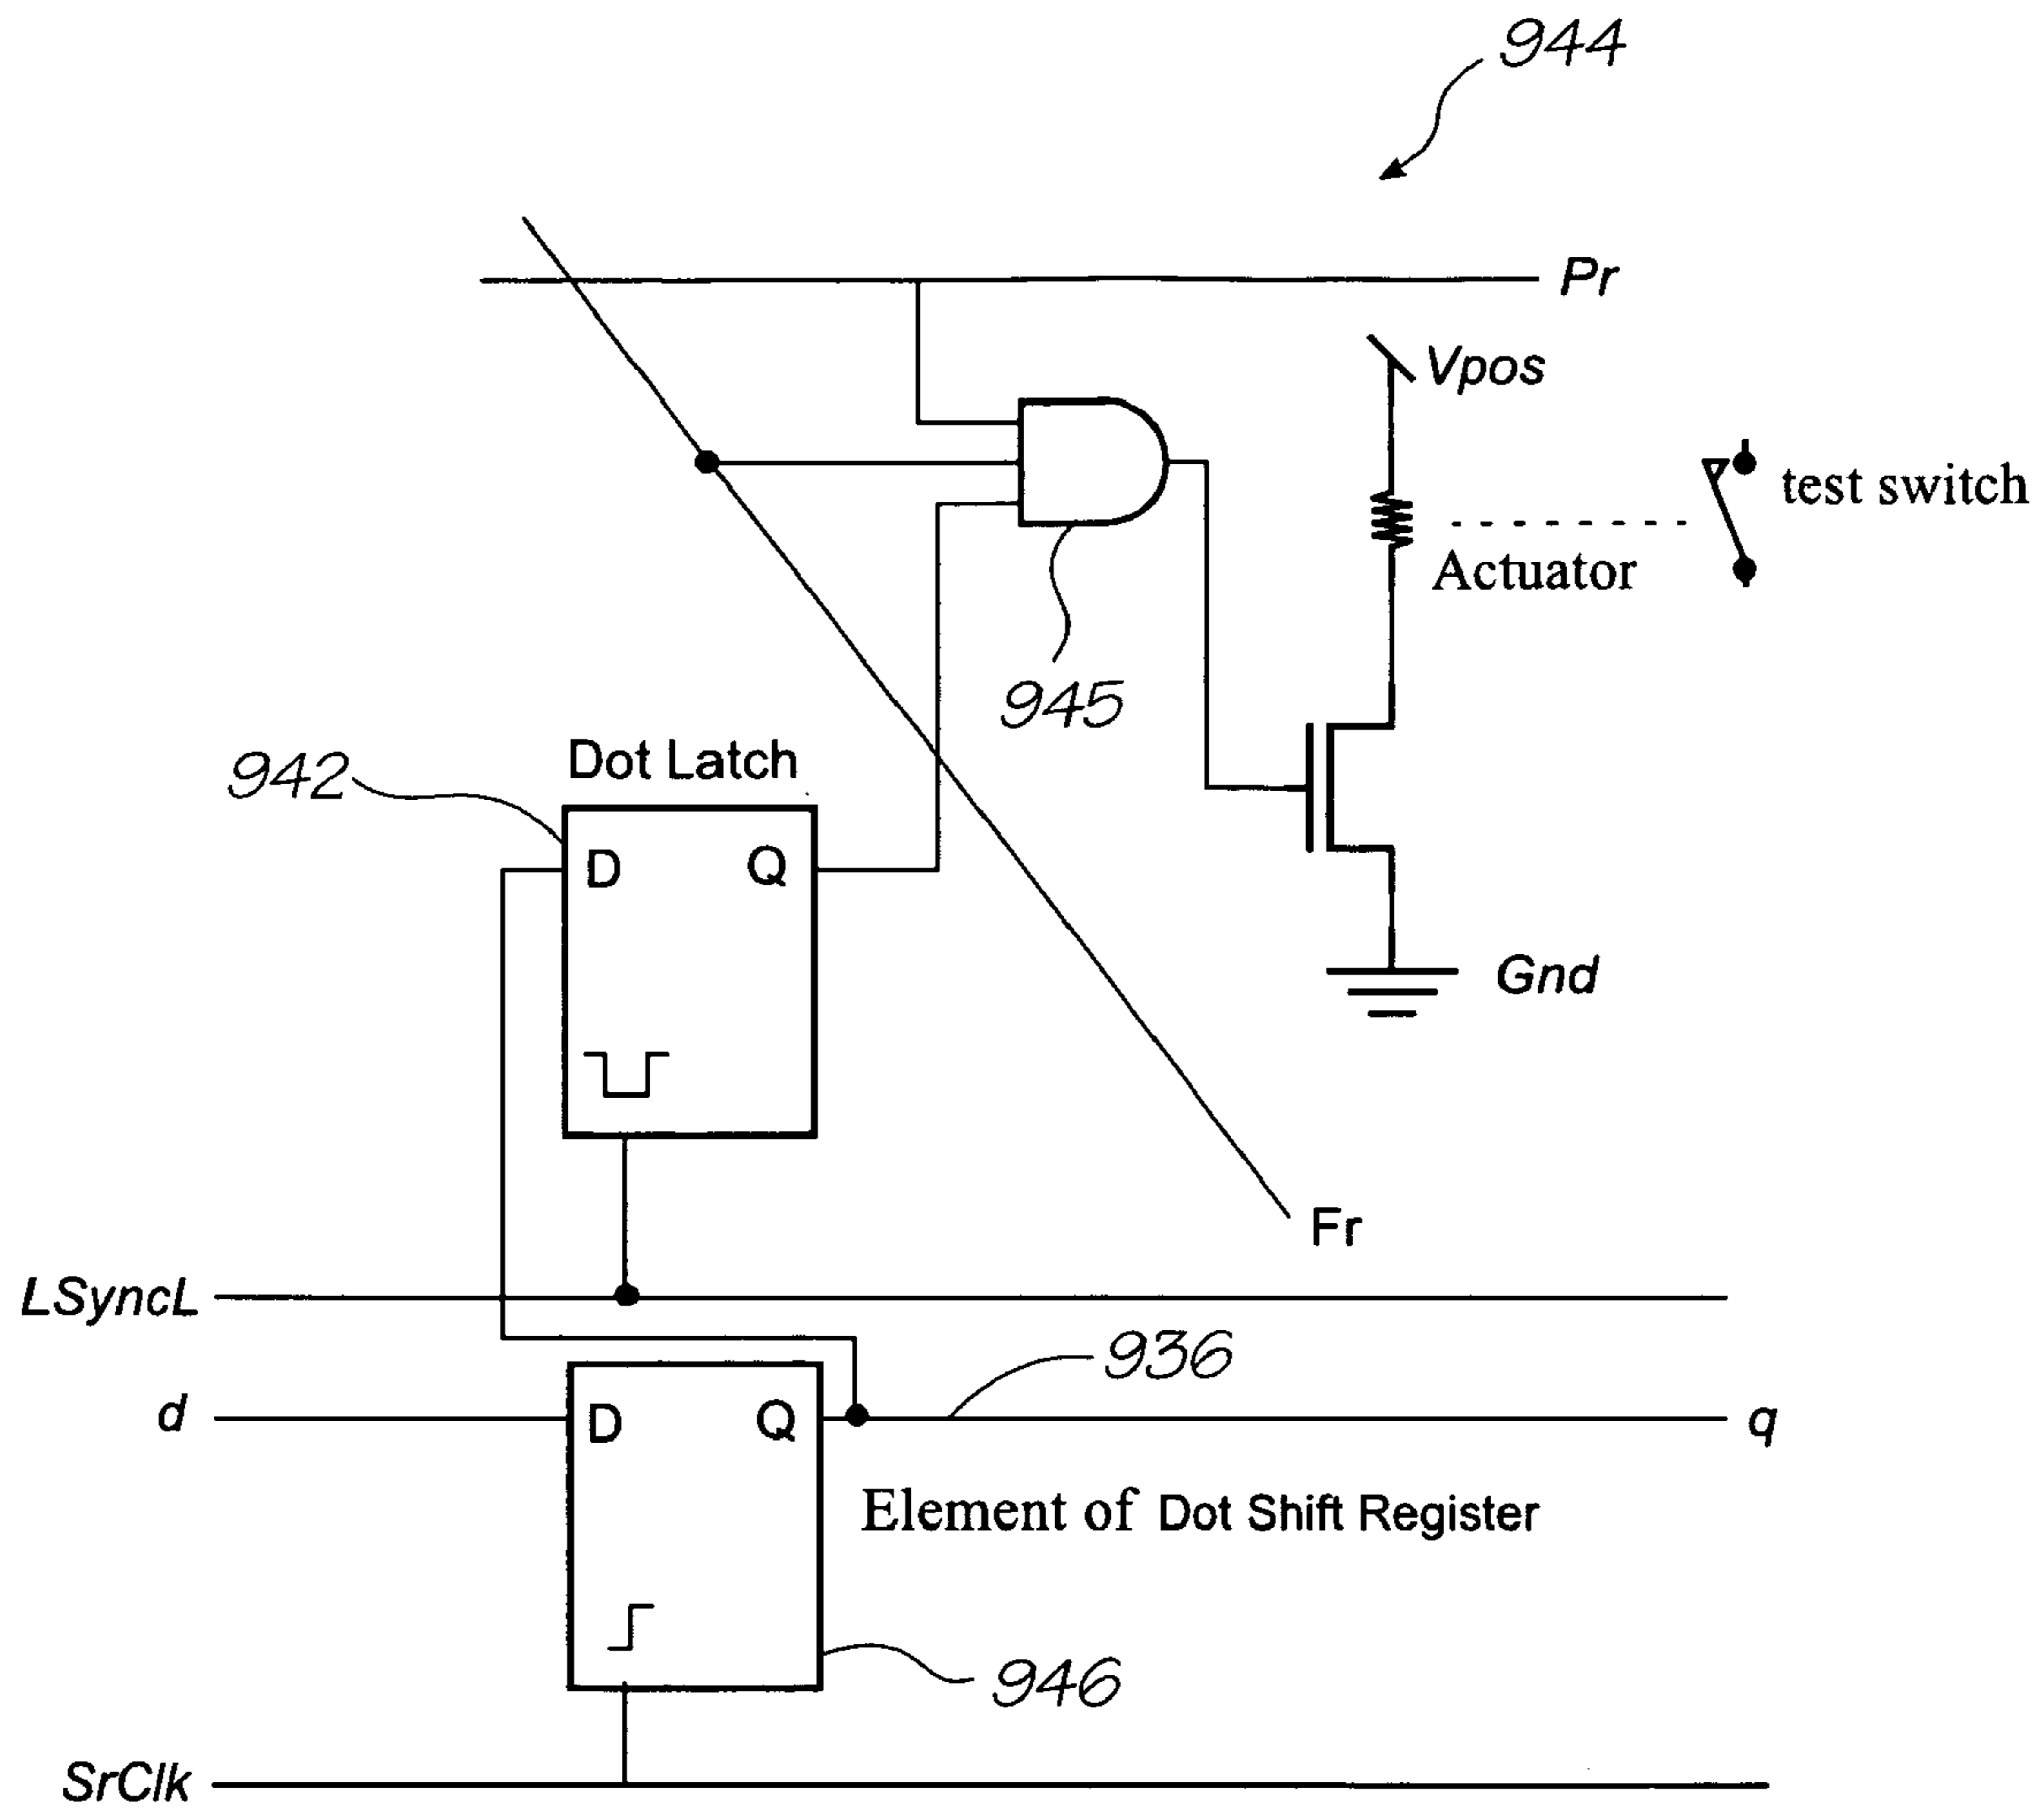 944
Pr
Vpos
test switch
Actuator
945
Dot Latch
942
D Q
Gnd
Fr
LSyncL
936
d
D Q
q
Element of Dot Shift Register
946
SrClk